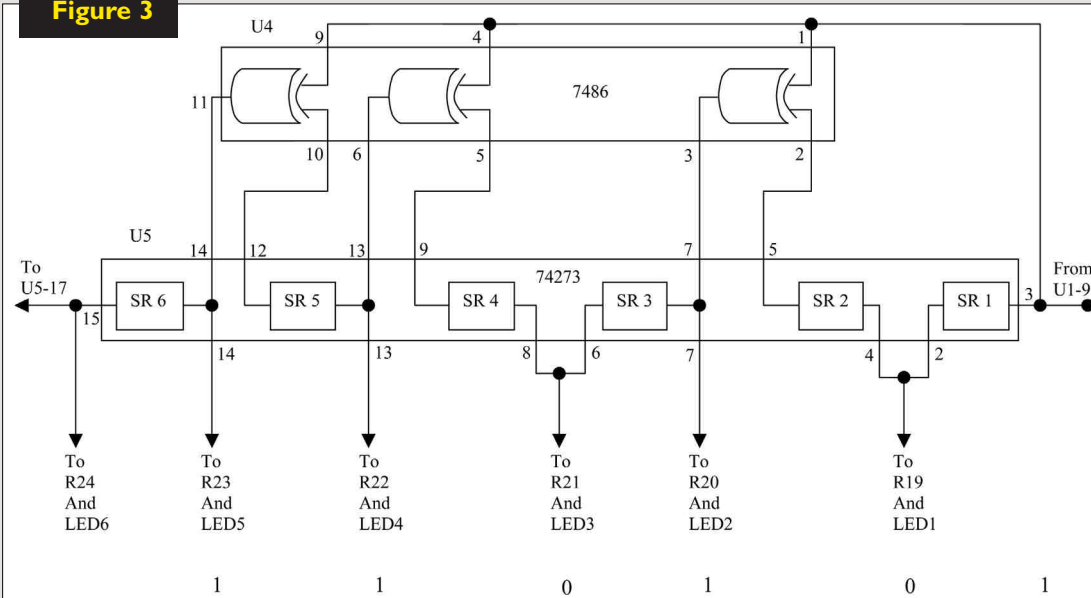 Figure 3
U4
9
4
1
11
7486
10
6
5
3
2
U5
14
12
13
9
7
5
74273
To
U5-17
From
U1-9
SR 6
SR 5
SR 4
SR 3
SR 2
SR 1
3
15
14
13
8
6
7
4
2
To
R24
And
LED6
To
R23
And
LED5
To
R22
And
LED4
To
R21
And
LED3
To
R20
And
LED2
To
R19
And
LED1
1
1
0
1
0
1